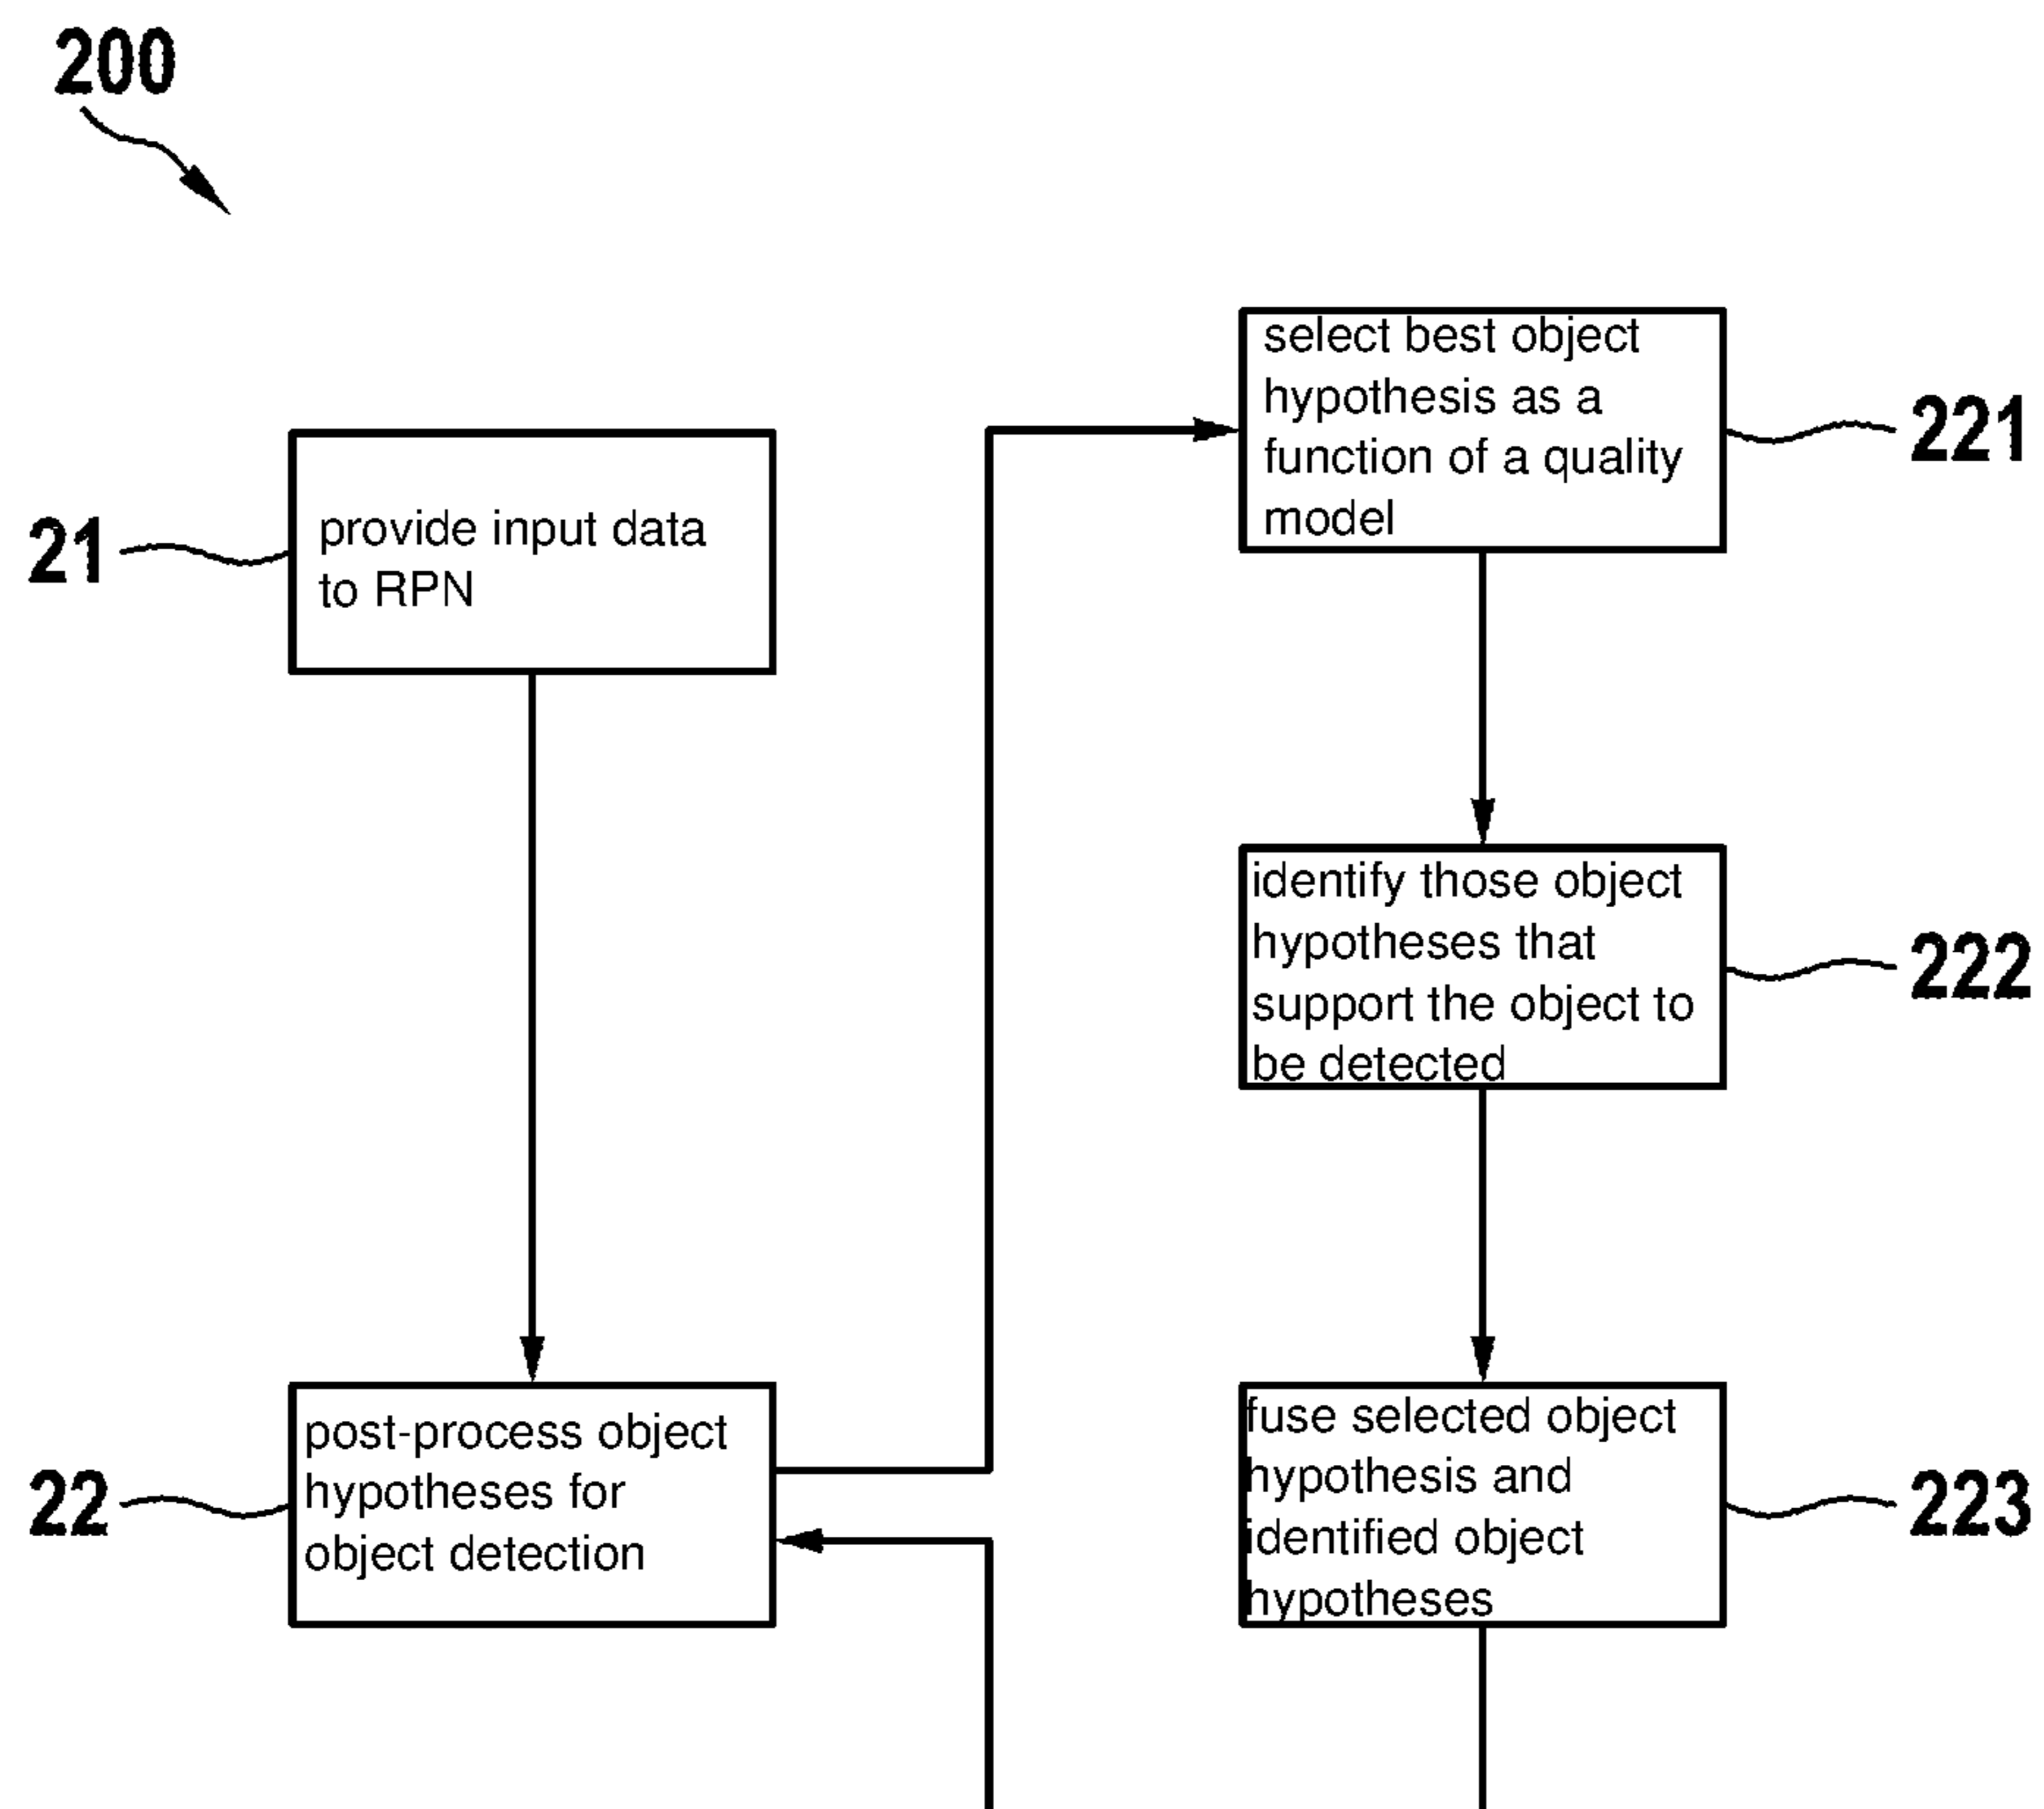 200
21
provide input data
to RPN
22
post-process object
hypotheses for
object detection
select best object
hypothesis as a
function of a quality
model
221
identify those object
hypotheses that
support the object to
be detected
222
fuse selected object
hypothesis and
identified object
hypotheses
223